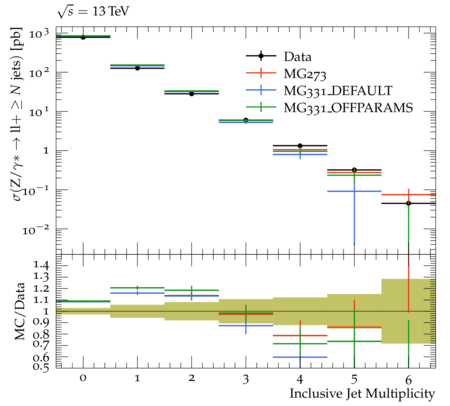 √s = 13 TeV
σ(Z/γ* → ll+ ≥ N jets) [pb]
10³
10²
10¹
1
10⁻¹
10⁻²
Data
MG273
MG331_DEFAULT
MG331_OFFPARAMS
MC/Data
1.4
1.3
1.2
1.1
1
0.9
0.8
0.7
0.6
0.5
0 1 2 3 4 5 6
Inclusive Jet Multiplicity